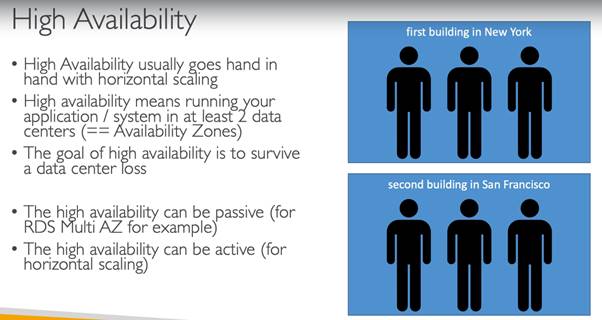 High Availability
• High Availability usually goes hand in
hand with horizontal scaling
• High availability means running your
application / system in at least 2 data
centers (== Availability Zones)
• The goal of high availability is to survive
a data center loss
• The high availability can be passive (for
RDS Multi AZ for example)
• The high availability can be active (for
horizontal scaling)
first building in New York
second building in San Francisco